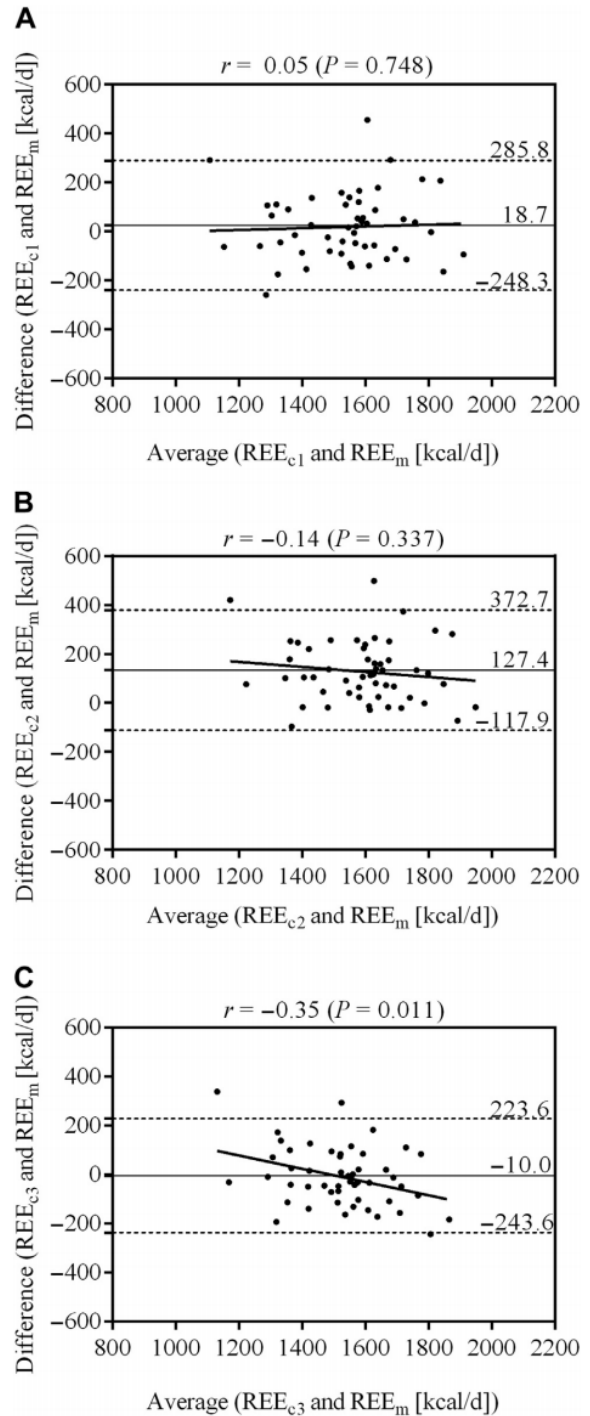 A
r = 0.05 (P = 0.748)
Difference (REEc1 and REEm [kcal/d])
600
400
285.8
200
18.7
0
−200
−248.3
−400
−600
800 1000 1200 1400 1600 1800 2000 2200
Average (REEc1 and REEm [kcal/d])
B
r = −0.14 (P = 0.337)
Difference (REEc2 and REEm [kcal/d])
600
400
372.7
200
127.4
0
−117.9
−200
−400
−600
800 1000 1200 1400 1600 1800 2000 2200
Average (REEc2 and REEm [kcal/d])
C
r = −0.35 (P = 0.011)
Difference (REEc3 and REEm [kcal/d])
600
400
223.6
200
−10.0
0
−243.6
−200
−400
−600
800 1000 1200 1400 1600 1800 2000 2200
Average (REEc3 and REEm [kcal/d])